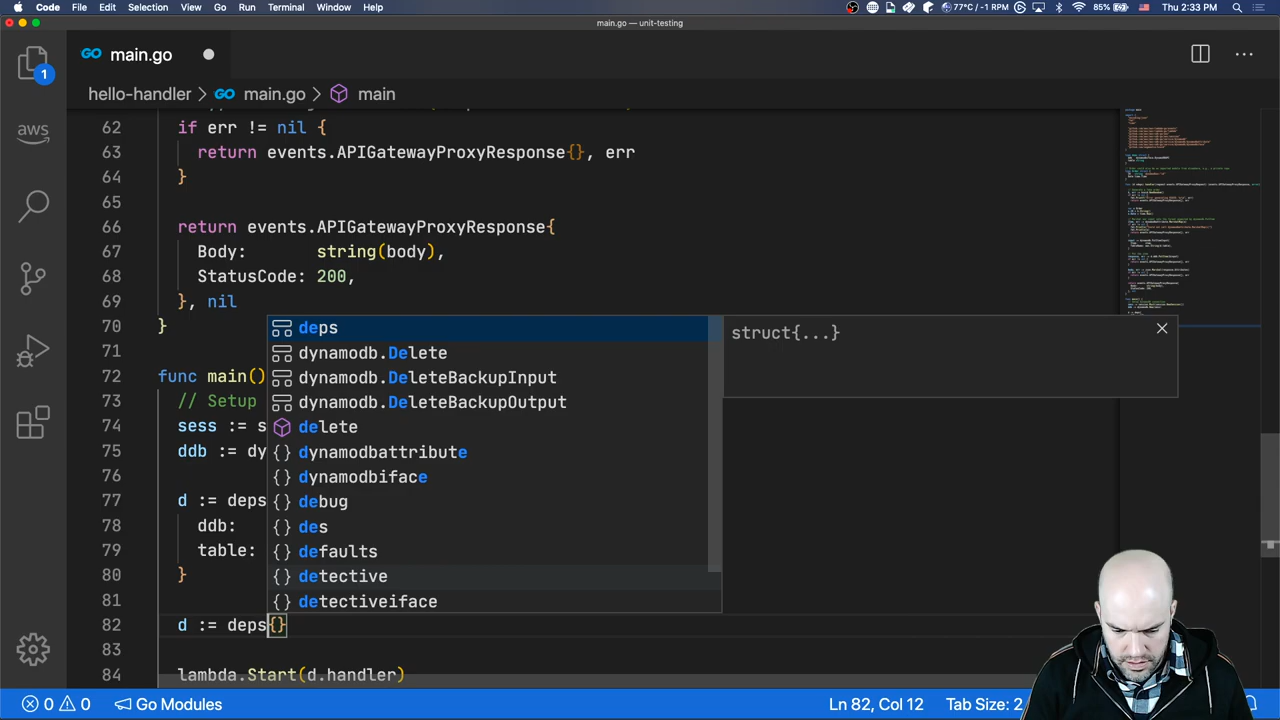 Code File Edit Selection View Go Run Terminal Window Help 77°C/ -1 RPM 85% Thu 2:33 PM
main.go — unit-testing
1
GO main.go
hello-handler > GO main.go > main
aws
62 if err != nil {
63 return events.APIGatewayProxyResponse{}, err
64 }
65
66 return events.APIGatewayProxyResponse{
67 Body: string(body),
68 StatusCode: 200,
69 }, nil
70 }
71
72 func main()
73 // Setup
74 sess := s
75 ddb := dy
76
77 d := deps
78 ddb:
79 table:
80 }
81
82 d := deps{}
83
84 lambda.Start(d.handler)
deps
dynamodb.Delete
dynamodb.DeleteBackupInput
dynamodb.DeleteBackupOutput
delete
dynamodbattribute
dynamodbiface
debug
des
defaults
detective
detectiveiface
struct{...}
0 0 Go Modules Ln 82, Col 12 Tab Size: 2